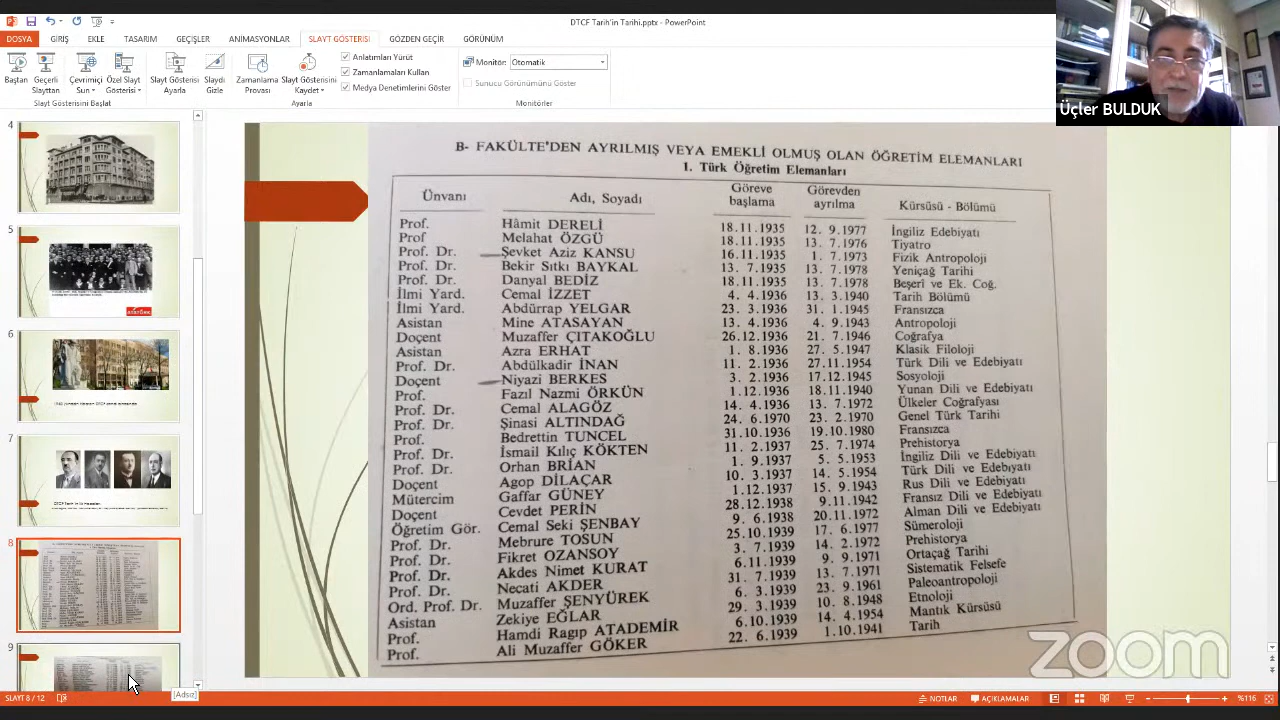 DTCF Tarih'in Tarihi.pptx - PowerPoint
DOSYA GİRİŞ EKLE TASARIM GEÇİŞLER ANİMASYONLAR SLAYT GÖSTERİSİ GÖZDEN GEÇİR GÖRÜNÜM
Baştan Geçerli Slayttan Çevrimiçi Sun Özel Slayt Gösterisi Slayt Gösterisi Ayarla Slaydı Gizle Zamanlama Provası Slayt Gösterisini Kaydet
Anlatımları Yürüt
Zamanlamaları Kullan
Medya Denetimlerini Göster
Monitör: Otomatik
Sunucu Görünümünü Göster
Slayt Gösterisini Başlat Ayarla Monitörler
Üçler BULDUK
4
5
6
7
8
9
B- FAKÜLTE'DEN AYRILMIŞ VEYA EMEKLİ OLMUŞ OLAN ÖĞRETİM ELEMANLARI
1. Türk Öğretim Elemanları
Ünvanı Adı, Soyadı Göreve başlama Görevden ayrılma Kürsüsü - Bölümü
Prof. Hâmit DERELİ 18.11.1935 12. 9.1977 İngiliz Edebiyatı
Prof Melahat ÖZGÜ 18.11.1935 13. 7.1976 Tiyatro
Prof. Dr. Şevket Aziz KANSU 16.11.1935 1. 7.1973 Fizik Antropoloji
Prof. Dr. Bekir Sıtkı BAYKAL 13. 7.1935 13. 7.1978 Yeniçağ Tarihi
Prof. Dr. Danyal BEDİZ 18.11.1935 13. 7.1978 Beşerî ve Ek. Coğ.
İlmi Yard. Cemal İZZET 4. 4.1936 13. 3.1940 Tarih Bölümü
İlmi Yard. Abdürrap YELGAR 23. 3.1936 31. 1.1945 Fransızca
Asistan Mine ATASAYAN 13. 4.1936 4. 9.1943 Antropoloji
Doçent Muzaffer ÇITAKOĞLU 26.12.1936 21. 7.1946 Coğrafya
Asistan Azra ERHAT 1. 8.1936 27. 5.1947 Klasik Filoloji
Prof. Dr. Abdülkadir İNAN 11. 2.1936 27.11.1954 Türk Dili ve Edebiyatı
Doçent Niyazi BERKES 3. 2.1936 17.12.1945 Sosyoloji
Prof. Fazıl Nazmi ÖRKÜN 1.12.1936 18.11.1940 Yunan Dili ve Edebiyatı
Prof. Dr. Cemal ALAGÖZ 14. 4.1936 13. 7.1972 Ülkeler Coğrafyası
Prof. Dr. Şinasi ALTINDAĞ 24. 6.1970 23. 2.1970 Genel Türk Tarihi
Prof. Bedrettin TUNCEL 31.10.1936 19.10.1980 Fransızca
Prof. Dr. İsmail Kılıç KÖKTEN 11. 2.1937 25. 7.1974 Prehistorya
Prof. Dr. Orhan BRİAN 1. 9.1937 5. 5.1953 İngiliz Dili ve Edebiyatı
Doçent Agop DİLAÇAR 10. 3.1937 14. 5.1954 Türk Dili ve Edebiyatı
Mütercim Gaffar GÜNEY 1.12.1937 15. 9.1943 Rus Dili ve Edebiyatı
Doçent Cevdet PERİN 28.12.1938 9.11.1942 Fransız Dili ve Edebiyatı
Öğretim Gör. Cemal Seki ŞENBAY 9. 6.1938 20.11.1972 Alman Dili ve Edebiyatı
Prof. Dr. Mebrure TOSUN 25.10.1939 17. 6.1977 Sümeroloji
Prof. Dr. Fikret OZANSOY 3. 7.1939 14. 2.1972 Prehistorya
Prof. Dr. Akdes Nimet KURAT 6.11.1939 9. 9.1971 Ortaçağ Tarihi
Prof. Dr. Necati AKDER 31. 7.1939 13. 7.1971 Sistematik Felsefe
Ord. Prof. Dr. Muzaffer ŞENYÜREK 6. 3.1939 23. 9.1961 Paleoantropoloji
Asistan Zekiye EĞLAR 29. 3.1939 10. 8.1948 Etnoloji
Prof. Hamdi Ragıp ATADEMİR 6.10.1939 14. 4.1954 Mantık Kürsüsü
Prof. Ali Muzaffer GÖKER 22. 6.1939 1.10.1941 Tarih
zoom
[Adsız]
SLAYT 8 / 12 NOTLAR AÇIKLAMALAR %116